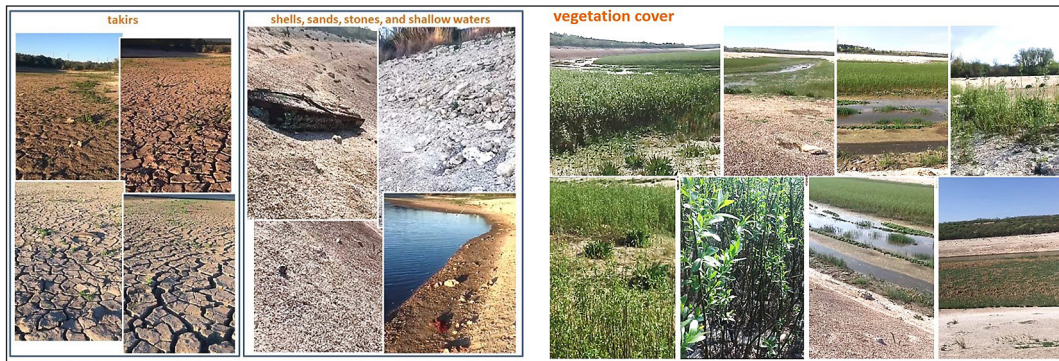 takirs
shells, sands, stones, and shallow waters
vegetation cover